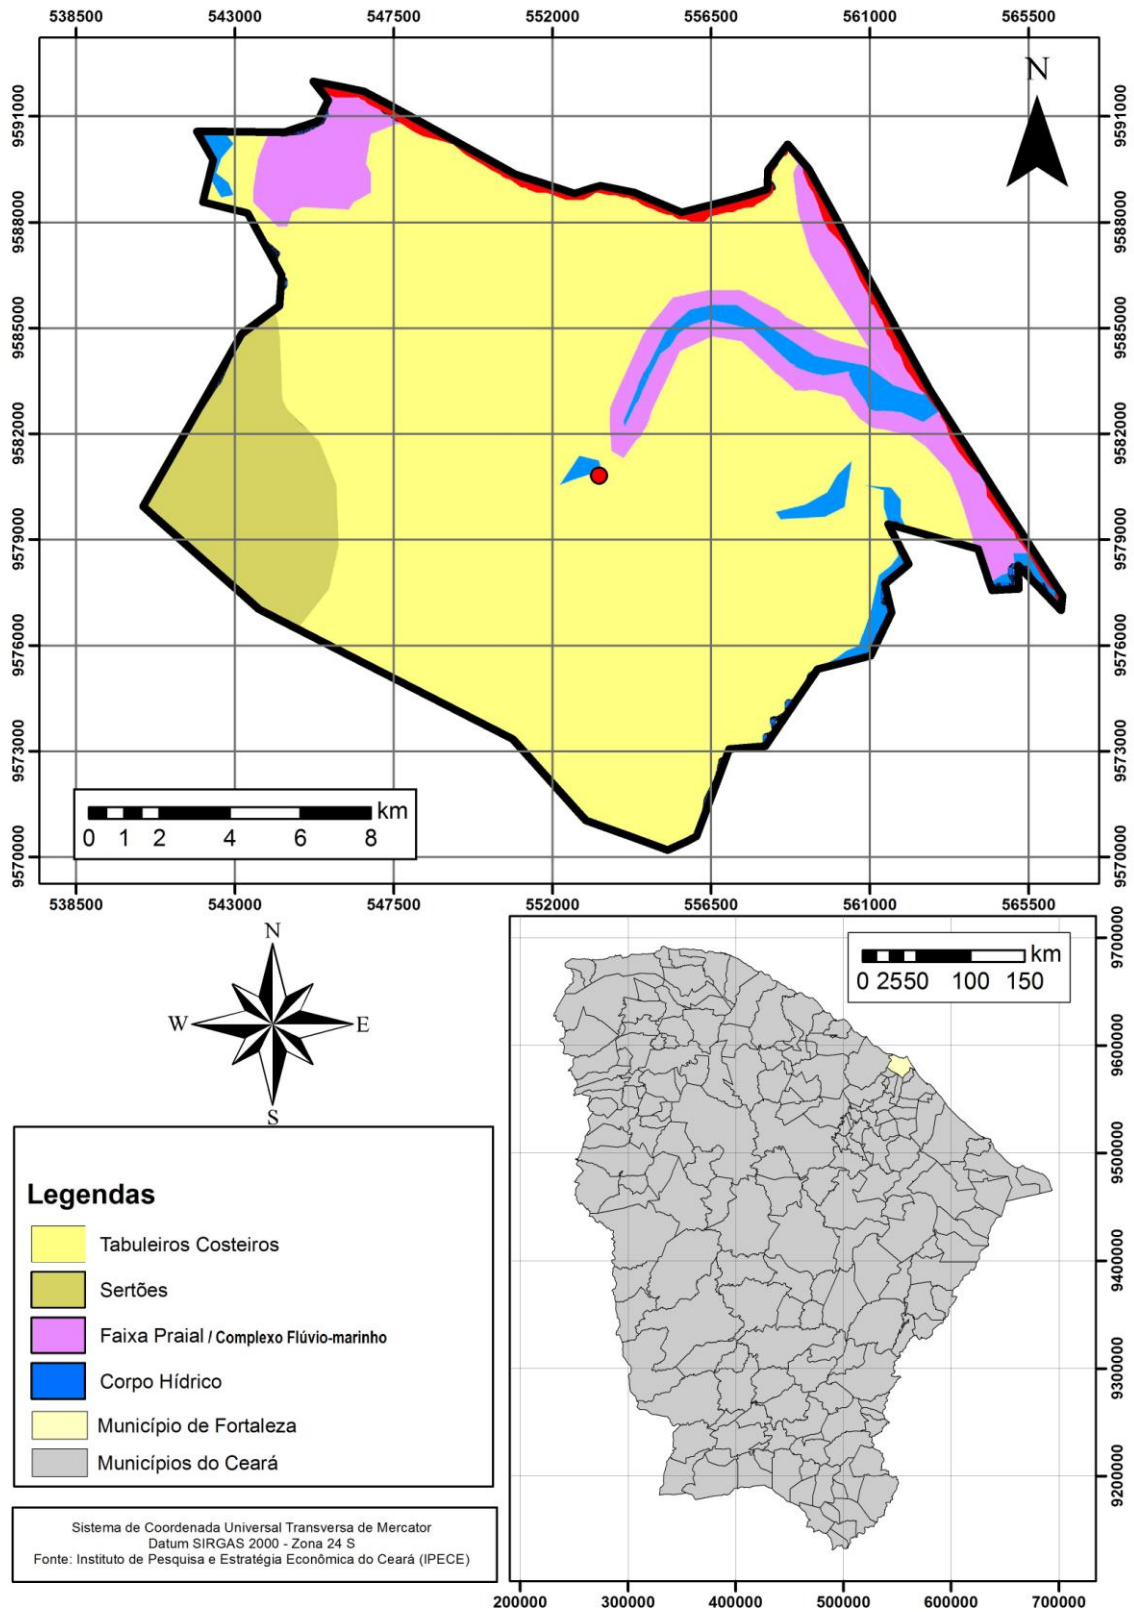 538500 543000 547500 552000 556500 561000 565500
N
9591000 9591000
9588000 9588000
9585000 9585000
9582000 9582000
9579000 9579000
9576000 9576000
9573000 9573000
9570000 9570000
km
0 1 2 4 6 8
538500 543000 547500 552000 556500 561000 565500
N
W E
S
km
0 2550 100 150
9700000
9600000
9500000
9400000
9300000
9200000
200000 300000 400000 500000 600000 700000
Legendas
Tabuleiros Costeiros
Sertões
Faixa Praial / Complexo Flúvio-marinho
Corpo Hídrico
Município de Fortaleza
Municípios do Ceará
Sistema de Coordenada Universal Transversa de Mercator
Datum SIRGAS 2000 - Zona 24 S
Fonte: Instituto de Pesquisa e Estratégia Econômica do Ceará (IPECE)